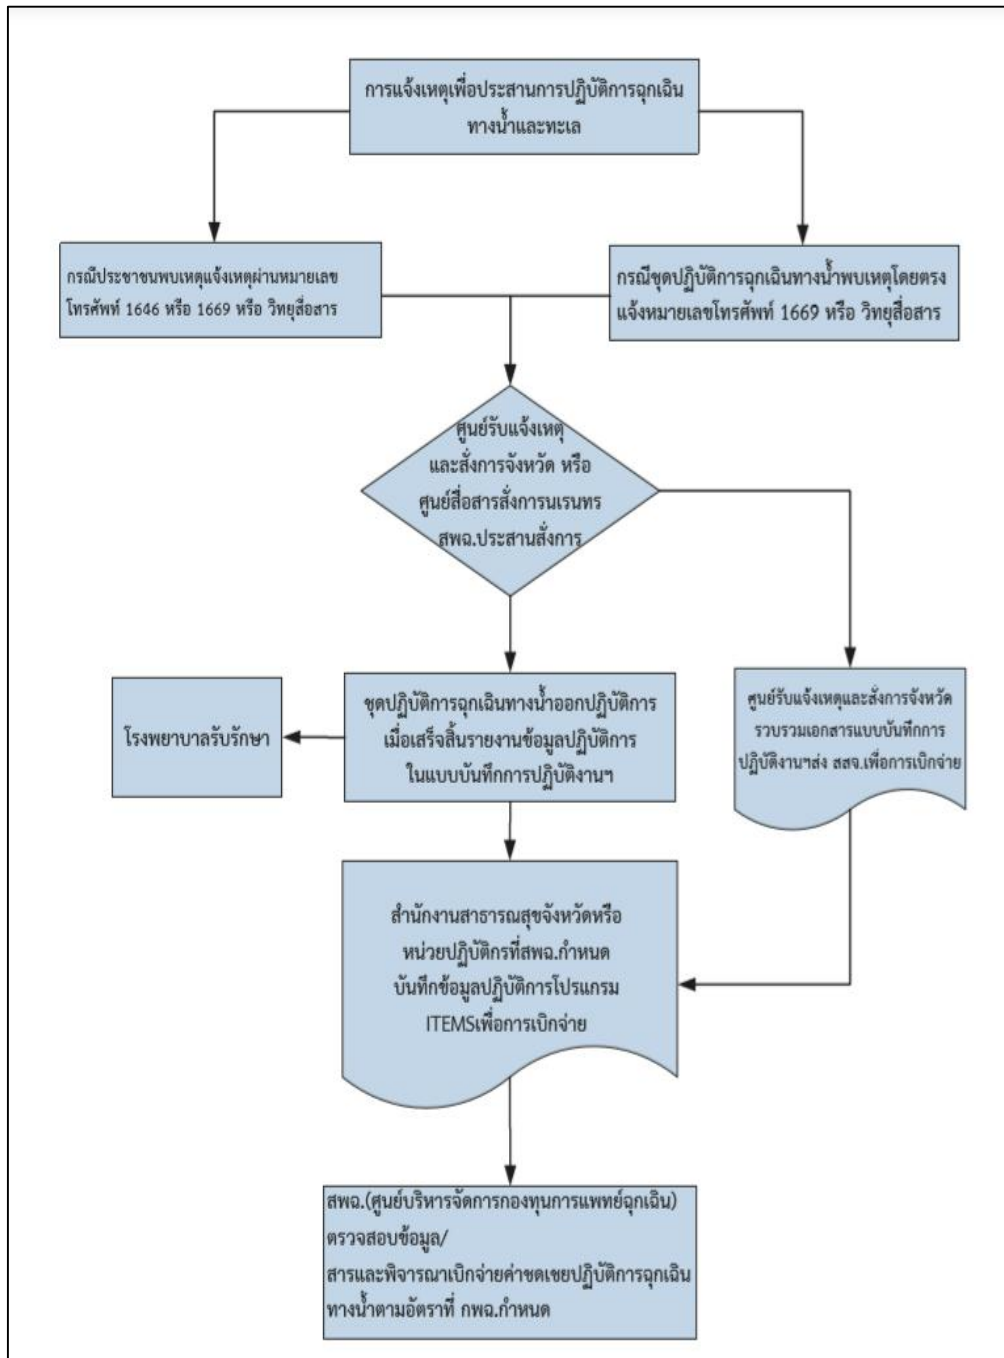 การแจ้งเหตุเพื่อประสานการปฏิบัติการฉุกเฉิน
ทางน้ำและทะเล
กรณีประชาชนพบเหตุแจ้งเหตุผ่านหมายเลข
โทรศัพท์ 1646 หรือ 1669 หรือ วิทยุสื่อสาร
กรณีชุดปฏิบัติการฉุกเฉินทางน้ำพบเหตุโดยตรง
แจ้งหมายเลขโทรศัพท์ 1669 หรือ วิทยุสื่อสาร
ศูนย์รับแจ้งเหตุ
และสั่งการจังหวัด หรือ
ศูนย์สื่อสารสั่งการนเรนทร
สพฉ.ประสานสั่งการ
โรงพยาบาลรับรักษา
ชุดปฏิบัติการฉุกเฉินทางน้ำออกปฏิบัติการ
เมื่อเสร็จสิ้นรายงานข้อมูลปฏิบัติการ
ในแบบบันทึกการปฏิบัติงานฯ
ศูนย์รับแจ้งเหตุและสั่งการจังหวัด
รวบรวมเอกสารแบบบันทึกการ
ปฏิบัติงานฯส่ง สสจ.เพื่อการเบิกจ่าย
สำนักงานสาธารณสุขจังหวัดหรือ
หน่วยปฏิบัติกรที่สพฉ.กำหนด
บันทึกข้อมูลปฏิบัติการโปรแกรม
ITEMSเพื่อการเบิกจ่าย
สพฉ.(ศูนย์บริหารจัดการกองทุนการแพทย์ฉุกเฉิน)
ตรวจสอบข้อมูล/
สารและพิจารณาเบิกจ่ายค่าชดเชยปฏิบัติการฉุกเฉิน
ทางน้ำตามอัตราที่ กพฉ.กำหนด